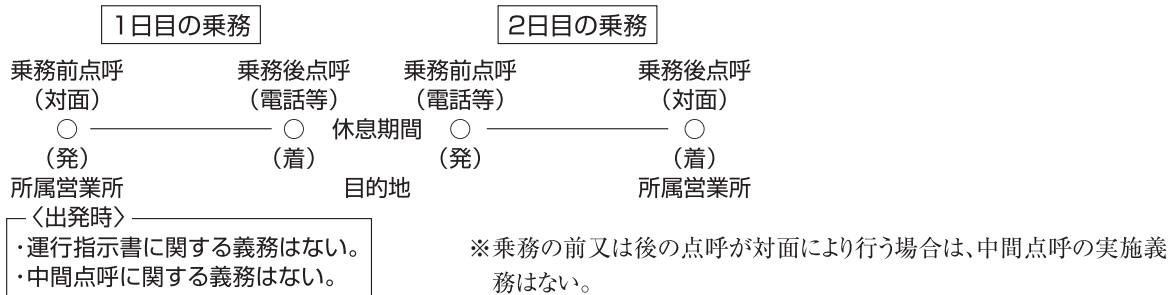 1日目の乗務 2日目の乗務
乗務前点呼 乗務後点呼 乗務前点呼 乗務後点呼
(対面) (電話等) (電話等) (対面)
○ ○ 休息期間 ○ ○
(発) (着) (発) (着)
所属営業所 目的地 所属営業所
〈出発時〉
・運行指示書に関する義務はない。
・中間点呼に関する義務はない。
※乗務の前又は後の点呼が対面により行う場合は、中間点呼の実施義
務はない。